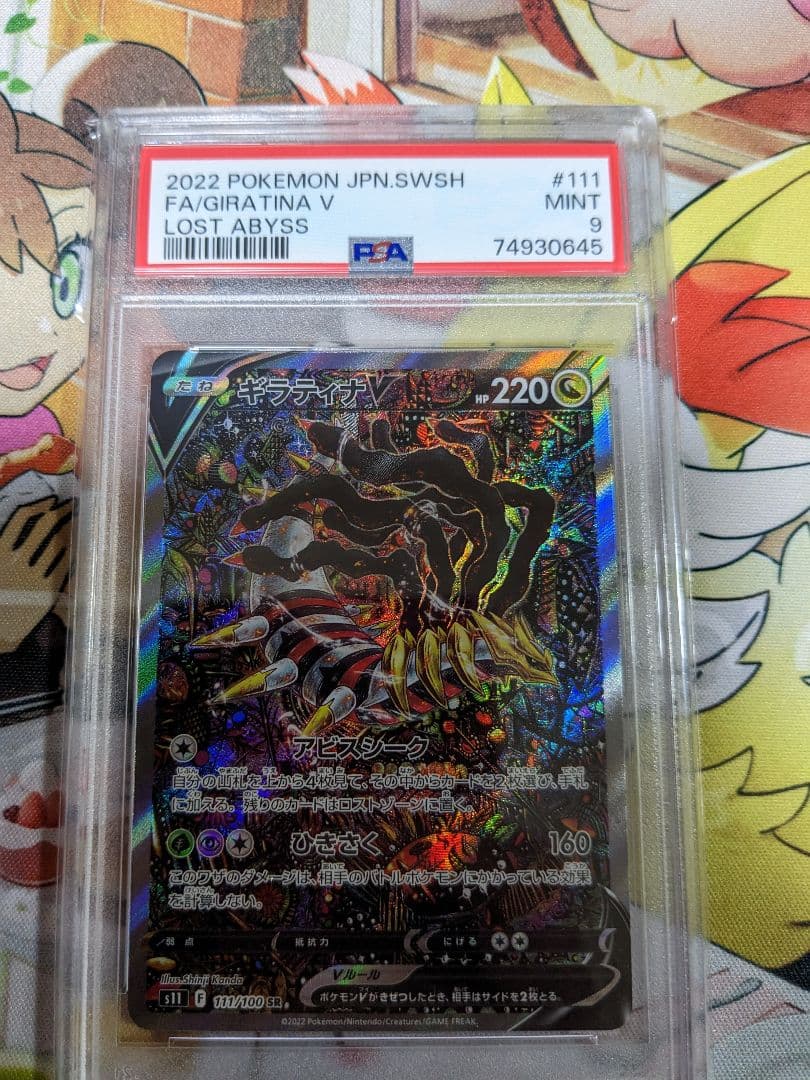 2022 POKEMON JPN.SWSH #111
FA/GIRATINA V MINT
LOST ABYSS 9
PSA 74930645
たね ギラティナV HP 220
アビスシーク
自分の山札を上から4枚見て、その中からカードを2枚選び、手札
に加える。残りのカードはロストゾーンに置く。
ひきさく 160
このワザのダメージは、相手のバトルポケモンにかかっている効果
を計算しない。
弱点 抵抗力 にげる
Vルール
ポケモンVがきぜつしたとき、相手はサイドを2枚とる。
Illus.Shinji Kanda
s11 F 111/100 SR
©2022 Pokémon/Nintendo/Creatures/GAME FREAK.